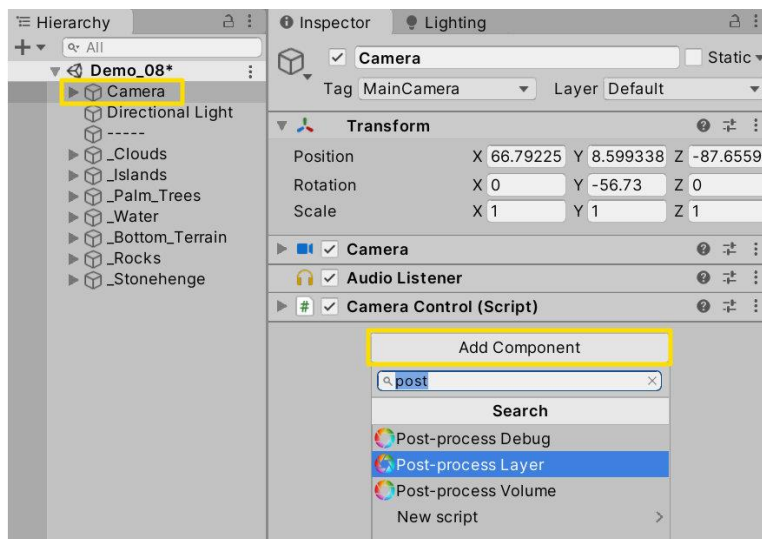 Hierarchy
All
Demo_08*
Camera
Directional Light
-----
_Clouds
_Islands
_Palm_Trees
_Water
_Bottom_Terrain
_Rocks
_Stonehenge
Inspector Lighting
Camera Static
Tag MainCamera Layer Default
Transform
Position X 66.79225 Y 8.599338 Z -87.6559
Rotation X 0 Y -56.73 Z 0
Scale X 1 Y 1 Z 1
Camera
Audio Listener
# Camera Control (Script)
Add Component
post
Search
Post-process Debug
Post-process Layer
Post-process Volume
New script